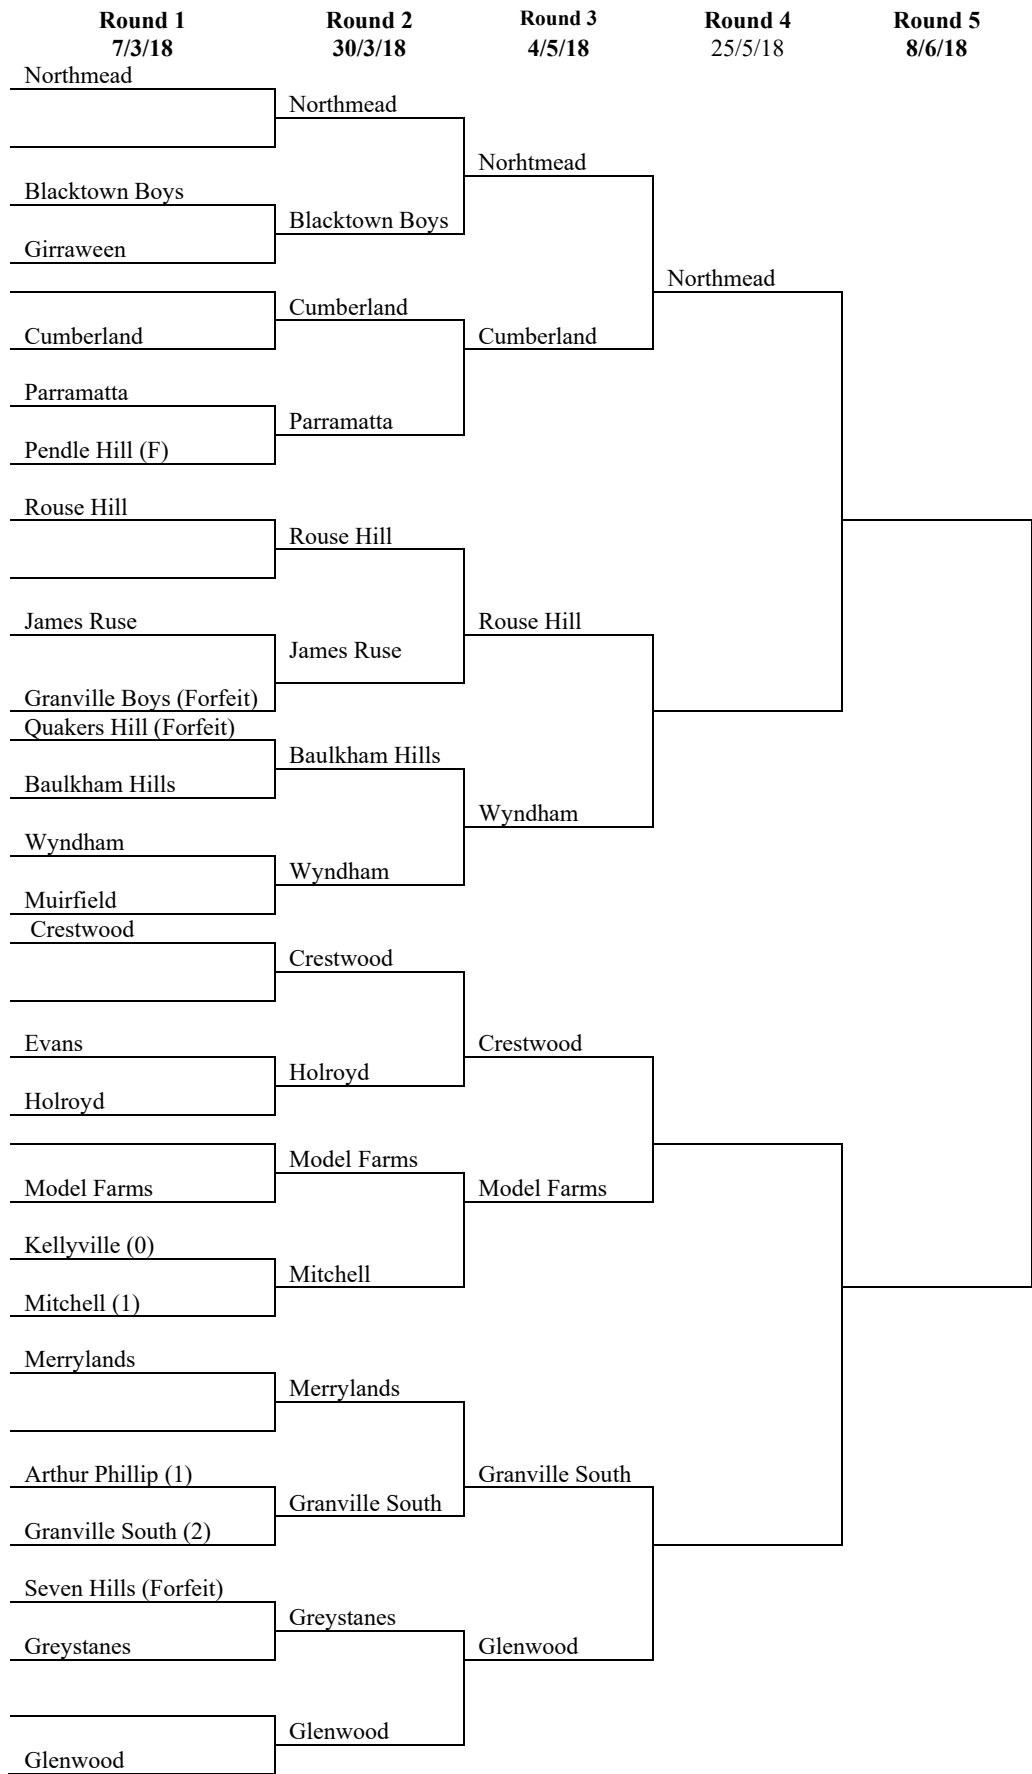 Round 1 Round 2 Round 3 Round 4 Round 5
7/3/18 30/3/18 4/5/18 25/5/18 8/6/18
Northmead
Northmead
Norhtmead
Blacktown Boys
Blacktown Boys
Girraween
Northmead
Cumberland
Cumberland
Cumberland
Parramatta
Parramatta
Pendle Hill (F)
Rouse Hill
Rouse Hill
James Ruse
Rouse Hill
James Ruse
Granville Boys (Forfeit)
Quakers Hill (Forfeit)
Baulkham Hills
Baulkham Hills
Wyndham
Wyndham
Wyndham
Muirfield
Crestwood
Crestwood
Evans
Crestwood
Holroyd
Holroyd
Model Farms
Model Farms
Model Farms
Kellyville (0)
Mitchell
Mitchell (1)
Merrylands
Merrylands
Arthur Phillip (1)
Granville South
Granville South
Granville South (2)
Seven Hills (Forfeit)
Greystanes
Greystanes
Glenwood
Glenwood
Glenwood